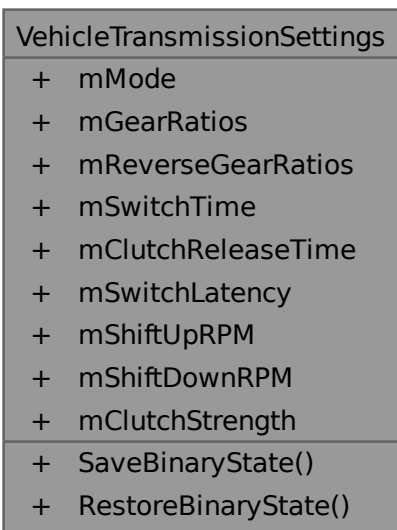 VehicleTransmissionSettings
+ mMode
+ mGearRatios
+ mReverseGearRatios
+ mSwitchTime
+ mClutchReleaseTime
+ mSwitchLatency
+ mShiftUpRPM
+ mShiftDownRPM
+ mClutchStrength
+ SaveBinaryState()
+ RestoreBinaryState()